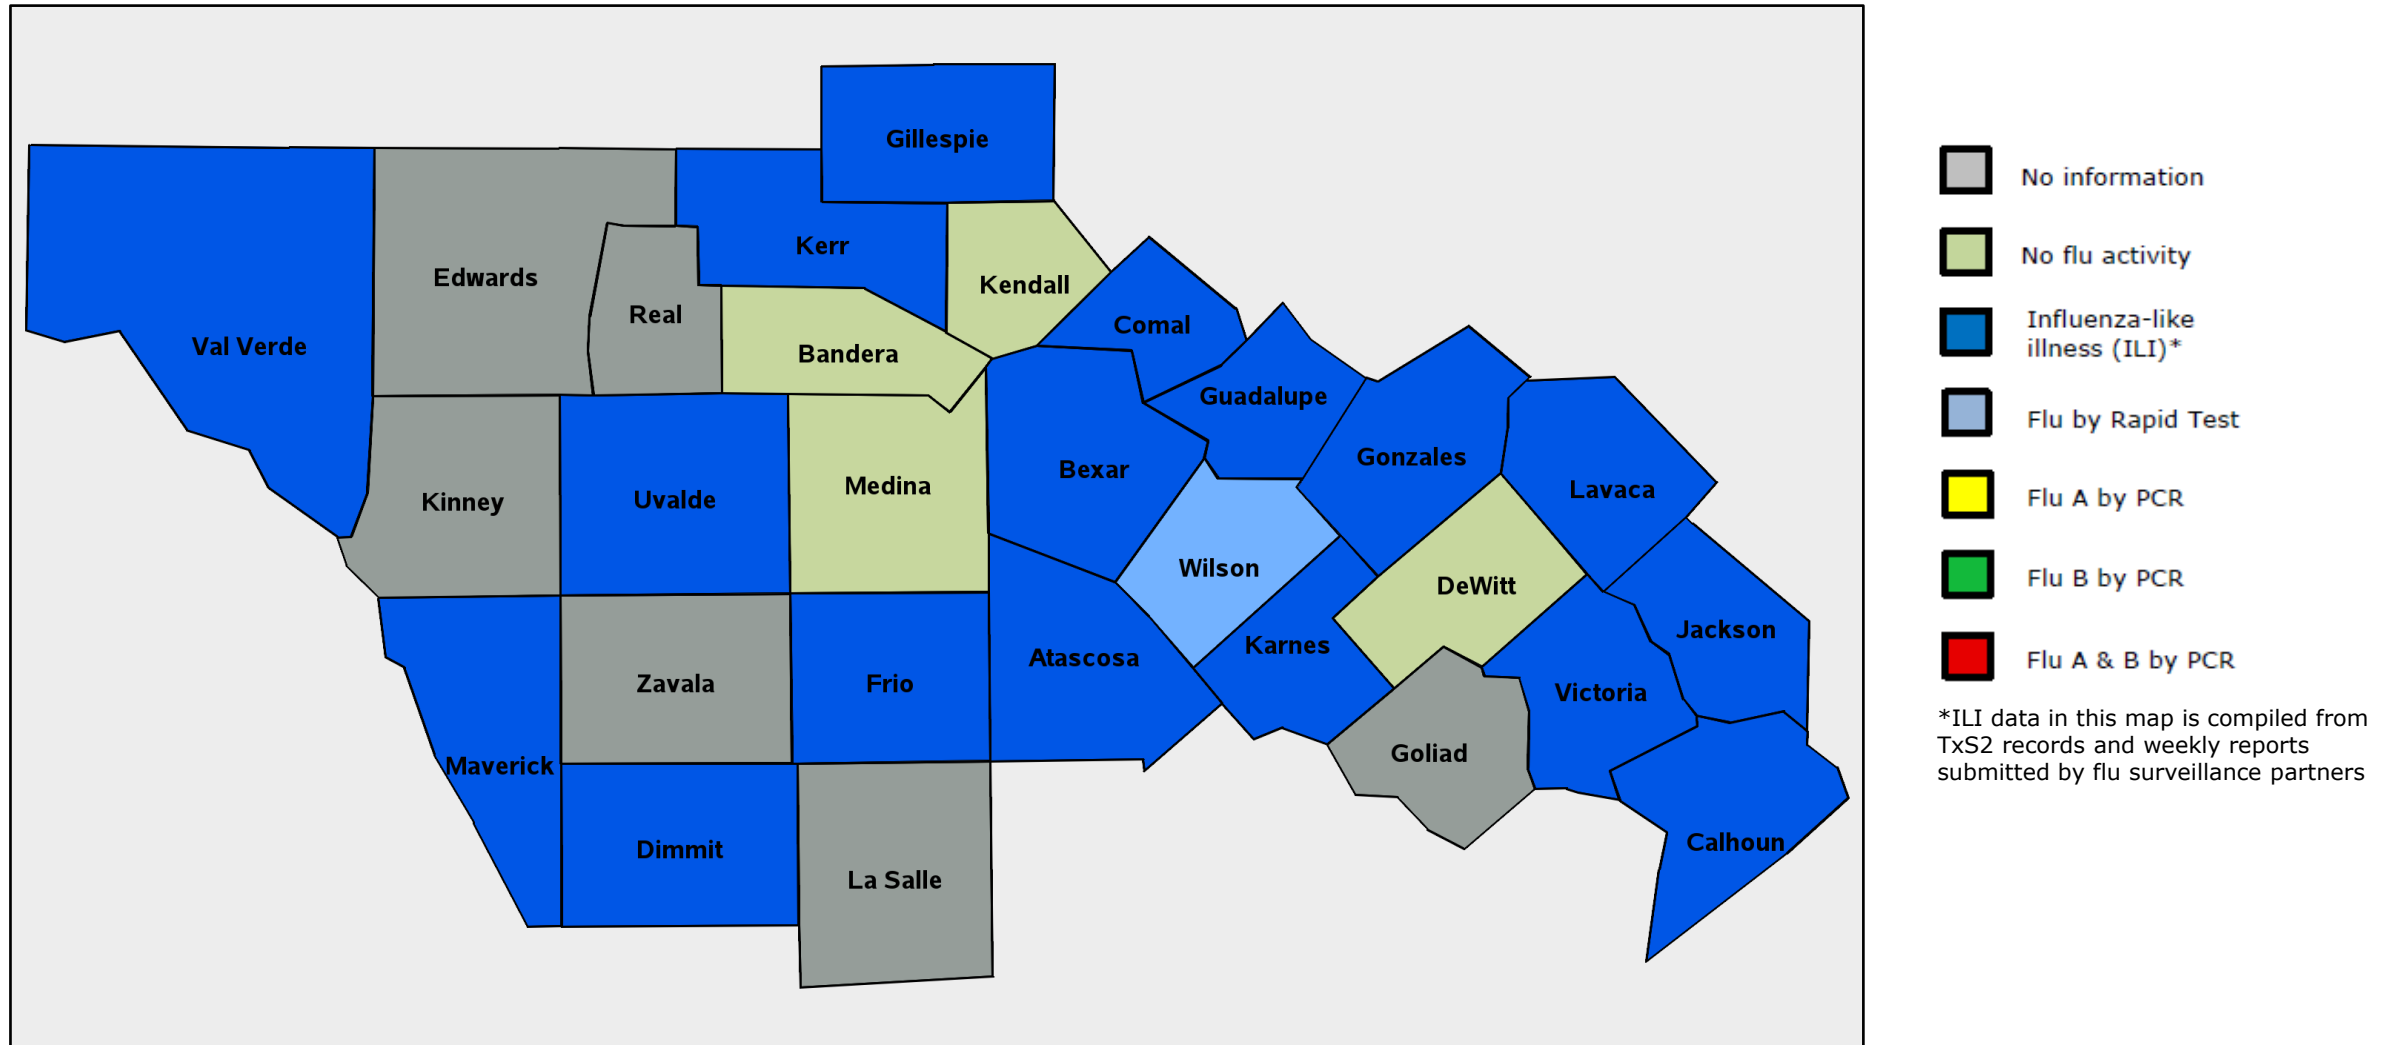 Gillespie
Kerr
Edwards
Kendall
Real
Comal
Val Verde
Bandera
Guadalupe
Gonzales
Bexar
Medina
Lavaca
Uvalde
Kinney
Wilson
DeWitt
Jackson
Karnes
Atascosa
Zavala
Frio
Victoria
Goliad
Maverick
Calhoun
Dimmit
La Salle
No information
No flu activity
Influenza-like
illness (ILI)*
Flu by Rapid Test
Flu A by PCR
Flu B by PCR
Flu A & B by PCR
*ILI data in this map is compiled from
TxS2 records and weekly reports
submitted by flu surveillance partners